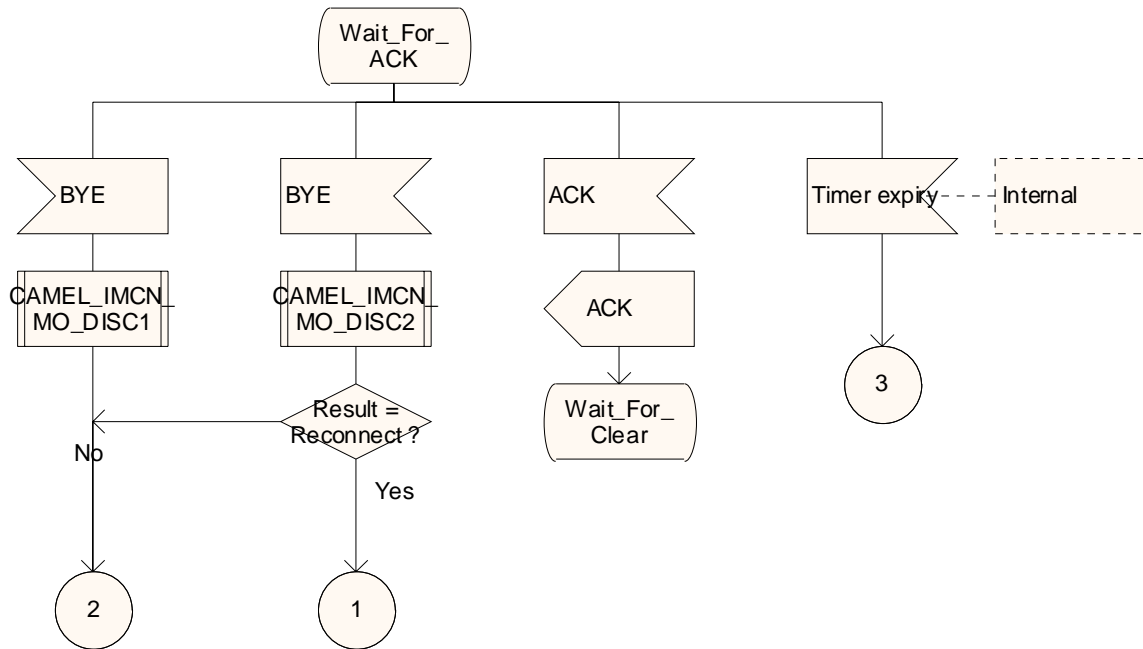 Wait_For_
ACK
BYE
BYE
ACK
Timer expiry
Internal
CAMEL_IMCN_
MO_DISC1
CAMEL_IMCN_
MO_DISC2
ACK
3
Result =
Reconnect ?
Wait_For_
Clear
No
Yes
2
1